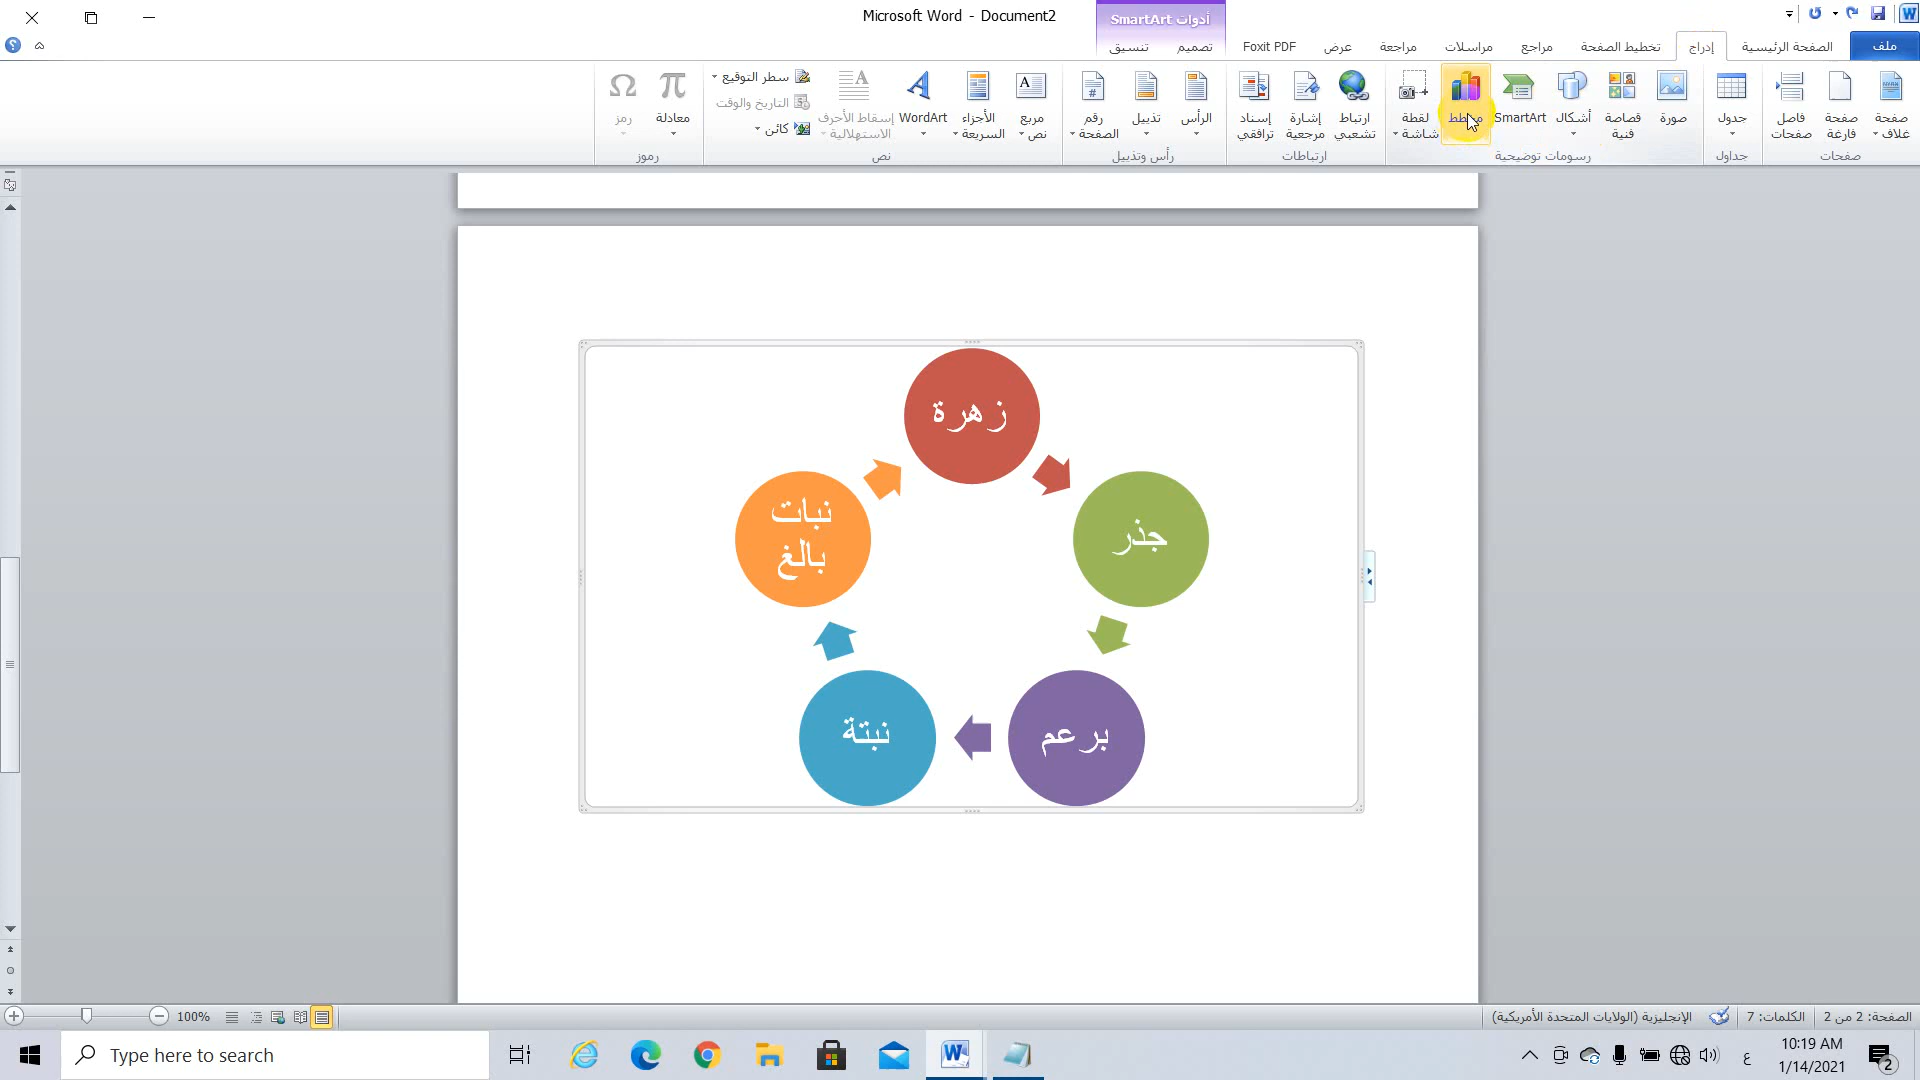 Microsoft Word - Document2
أدوات SmartArt
ملف
الصفحة الرئيسية
إدراج
تخطيط الصفحة
مراجع
مراسلات
مراجعة
عرض
Foxit PDF
تصميم
تنسيق
صفحة غلاف
صفحة فارغة
فاصل صفحات
صفحات
جدول
جداول
صورة
قصاصة فنية
أشكال
SmartArt
مخطط
لقطة شاشة
رسومات توضيحية
ارتباط تشعبي
إشارة مرجعية
إسناد ترافقي
ارتباطات
الرأس
تذييل
رقم الصفحة
رأس وتذييل
مربع نص
الأجزاء السريعة
WordArt
إسقاط الأحرف الاستهلالية
سطر التوقيع
التاريخ والوقت
كائن
نص
معادلة
رمز
رموز
زهرة
جذر
برعم
نبتة
نبات
بالغ
الصفحة: 2 من 2
الكلمات: 7
الإنجليزية (الولايات المتحدة الأمريكية)
100%
Type here to search
ع
10:19 AM
1/14/2021
2